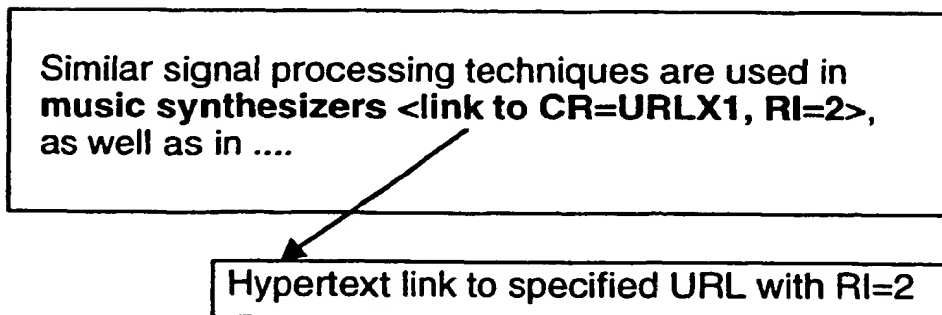 Similar signal processing techniques are used in
music synthesizers <link to CR=URLX1, RI=2>,
as well as in ....
Hypertext link to specified URL with RI=2